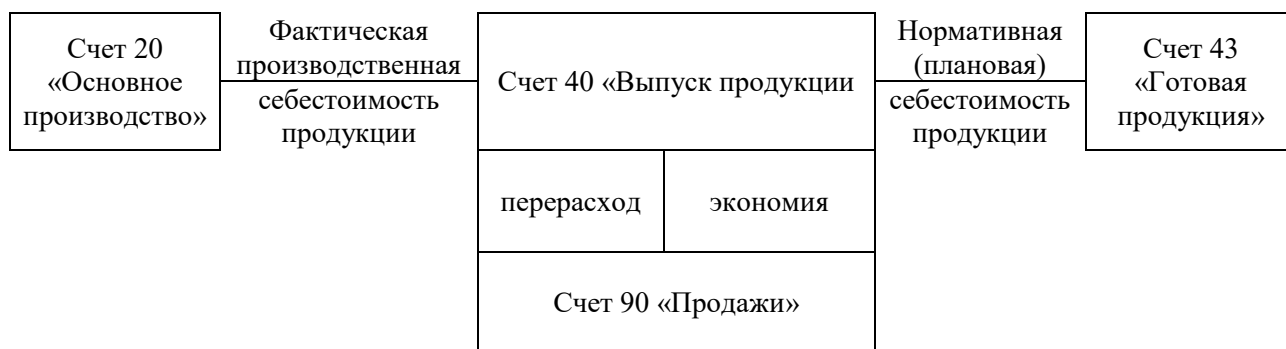 Счет 20
«Основное
производство»
Фактическая
производственная
себестоимость
продукции
Счет 40 «Выпуск продукции
Нормативная
(плановая)
себестоимость
продукции
Счет 43
«Готовая
продукция»
перерасход
экономия
Счет 90 «Продажи»